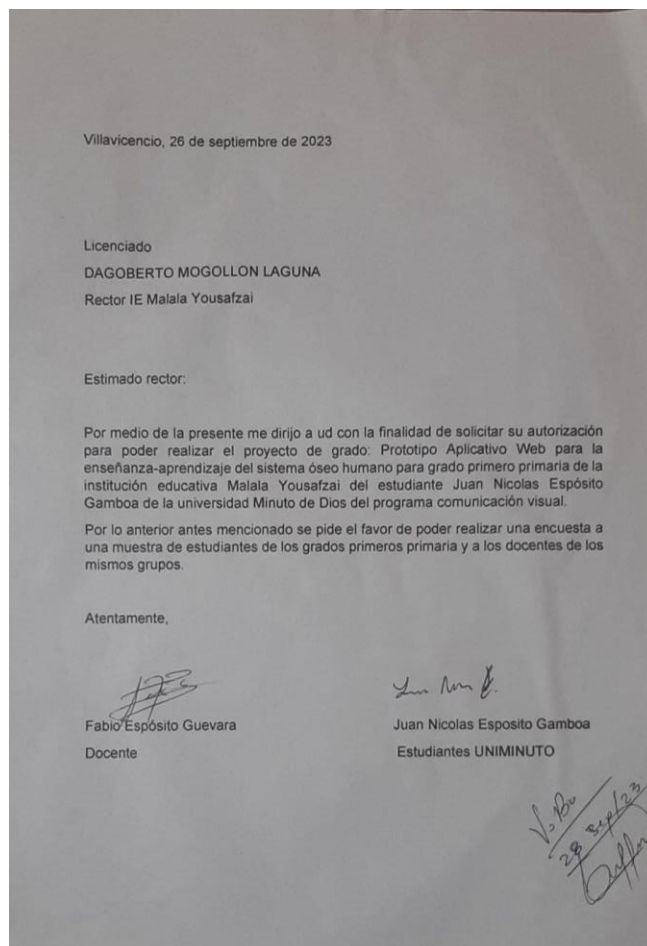 Villavicencio, 26 de septiembre de 2023
Licenciado
DAGOBERTO MOGOLLON LAGUNA
Rector IE Malala Yousafzai
Estimado rector:
Por medio de la presente me dirijo a ud con la finalidad de solicitar su autorización
para poder realizar el proyecto de grado: Prototipo Aplicativo Web para la
enseñanza-aprendizaje del sistema óseo humano para grado primero primaria de la
institución educativa Malala Yousafzai del estudiante Juan Nicolas Espósito
Gamboa de la universidad Minuto de Dios del programa comunicación visual.
Por lo anterior antes mencionado se pide el favor de poder realizar una encuesta a
una muestra de estudiantes de los grados primeros primaria y a los docentes de los
mismos grupos.
Atentamente,
Fabio Espósito Guevara
Juan Nicolas Esposito Gamboa
Docente
Estudiantes UNIMINUTO
Vo Bo
28 sept/23